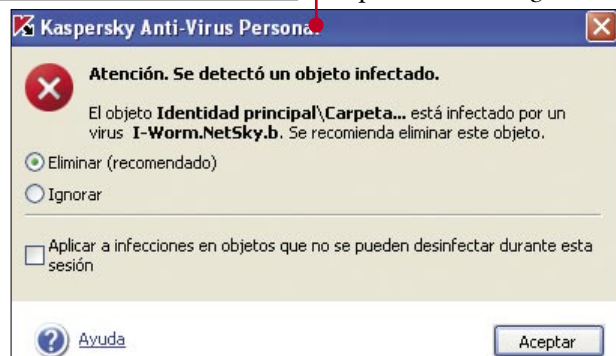 Kaspersky Anti-Virus Personal
Atención. Se detectó un objeto infectado.
El objeto Identidad principal\Carpeta... está infectado por un
virus I-Worm.NetSky.b. Se recomienda eliminar este objeto.
Eliminar (recomendado)
Ignorar
Aplicar a infecciones en objetos que no se pueden desinfectar durante esta
sesión
Ayuda
Aceptar